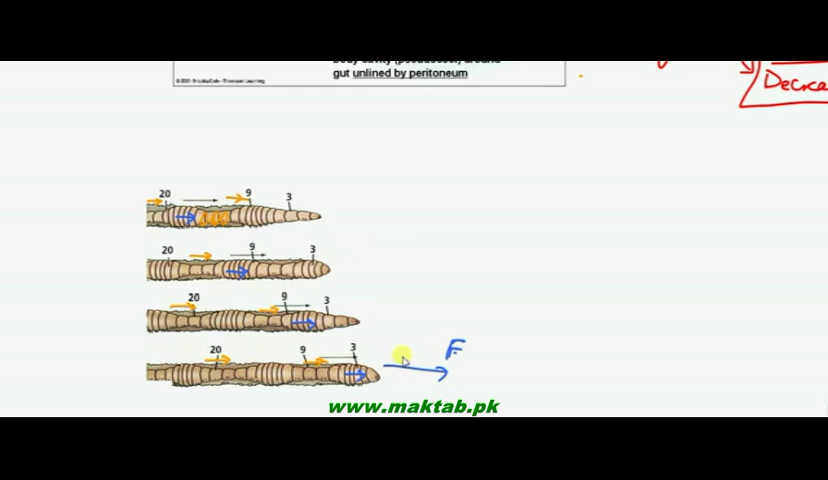 gut unlined by peritoneum
Decrea
20 9 3
20 9 3
20 9 3
20 9 3
F
www.maktab.pk